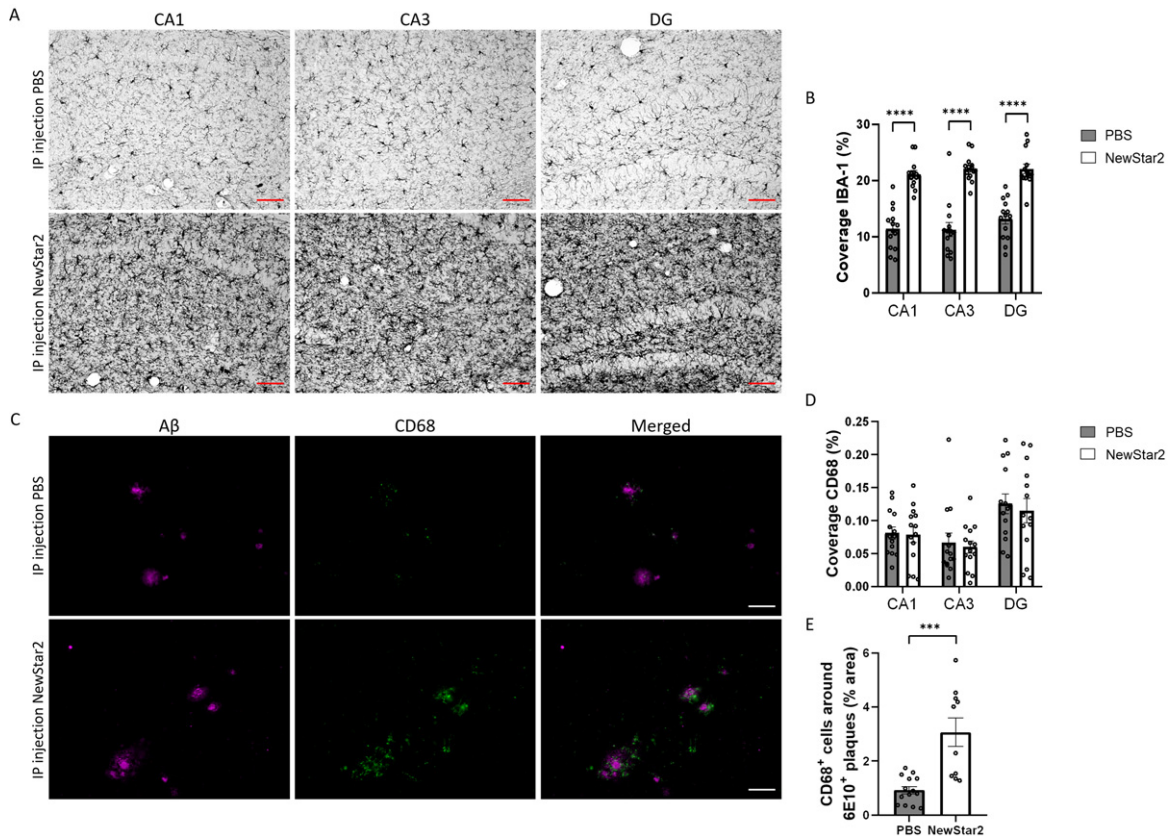 A
CA1
CA3
DG
IP injection PBS
IP injection NewStar2
B
****
****
****
Coverage IBA-1 (%)
30
20
10
0
CA1
CA3
DG
PBS
NewStar2
C
Aβ
CD68
Merged
IP injection PBS
IP injection NewStar2
D
Coverage CD68 (%)
0.25
0.20
0.15
0.10
0.05
0.00
CA1
CA3
DG
PBS
NewStar2
E
***
CD68+ cells around
6E10+ plaques (% area)
6
4
2
0
PBS
NewStar2